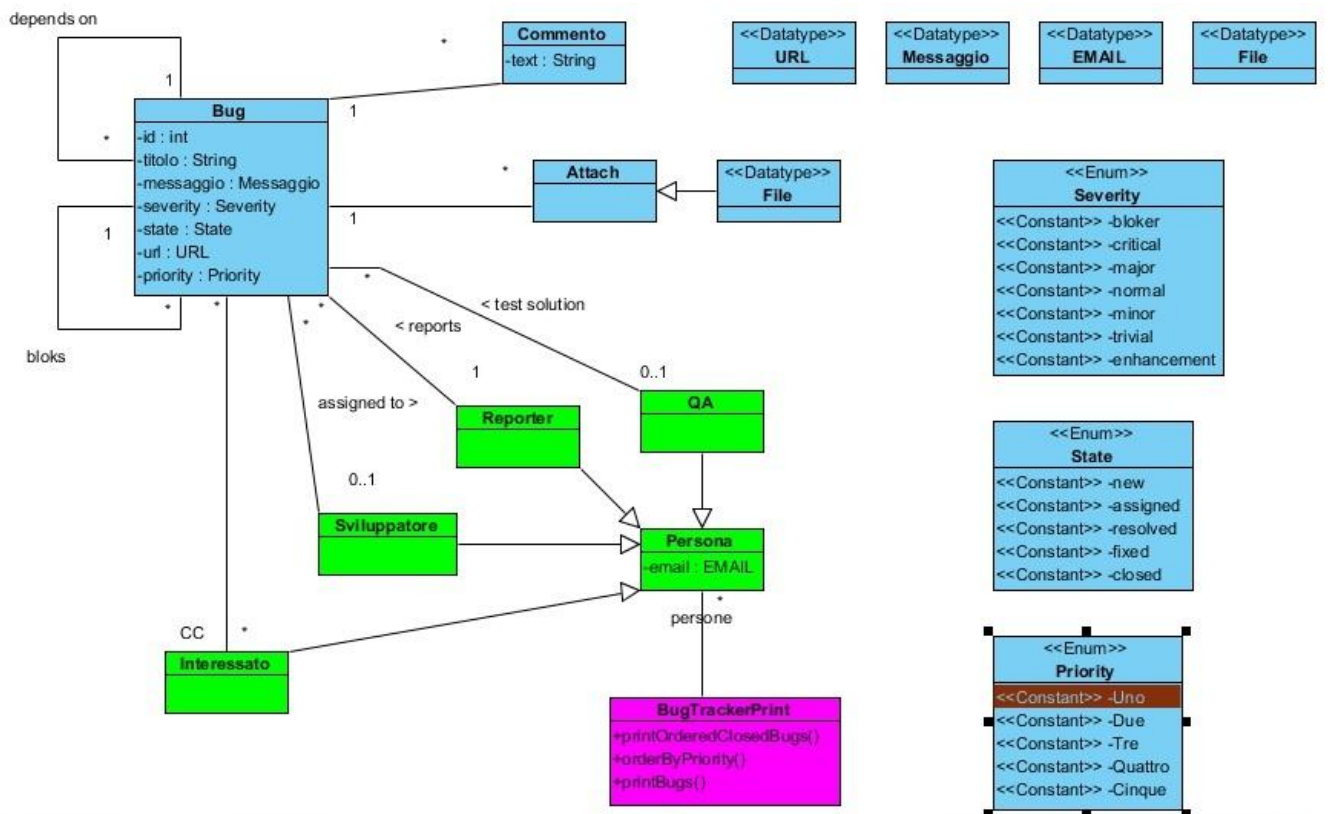 depends on
1
*
Bug
-id : int
-titolo : String
-messaggio : Messaggio
-severity : Severity
-state : State
-url : URL
-priority : Priority
1
*
bloks
*
1
Commento
-text : String
*
1
Attach
<<Datatype>>
File
<<Datatype>>
URL
<<Datatype>>
Messaggio
<<Datatype>>
EMAIL
<<Datatype>>
File
*
< test solution
0..1
QA
*
< reports
1
Reporter
*
assigned to >
0..1
Sviluppatore
*
CC
*
Interessato
Persona
-email : EMAIL
*
persone
BugTrackerPrint
+printOrderedClosedBugs()
+orderByPriority()
+printBugs()
<<Enum>>
Severity
<<Constant>> -bloker
<<Constant>> -critical
<<Constant>> -major
<<Constant>> -normal
<<Constant>> -minor
<<Constant>> -trivial
<<Constant>> -enhancement
<<Enum>>
State
<<Constant>> -new
<<Constant>> -assigned
<<Constant>> -resolved
<<Constant>> -fixed
<<Constant>> -closed
<<Enum>>
Priority
<<Constant>> -Uno
<<Constant>> -Due
<<Constant>> -Tre
<<Constant>> -Quattro
<<Constant>> -Cinque